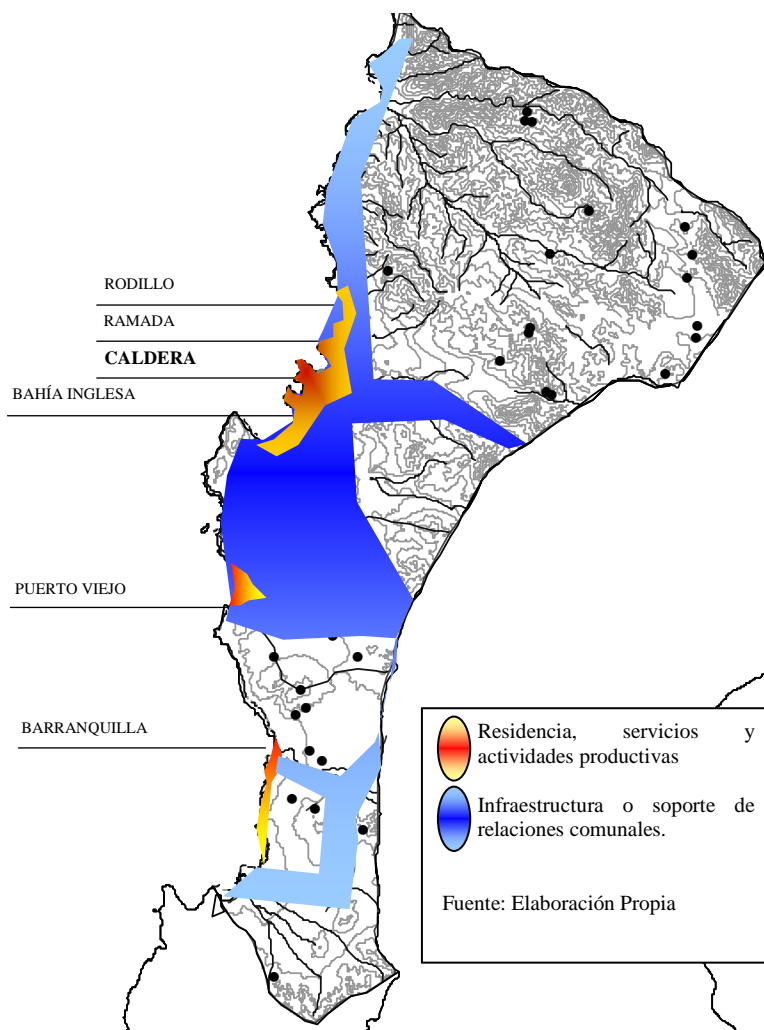 RODILLO
RAMADA
CALDERA
BAHÍA INGLESA
PUERTO VIEJO
BARRANQUILLA
Residencia, servicios y
actividades productivas
Infraestructura o soporte de
relaciones comunales.
Fuente: Elaboración Propia